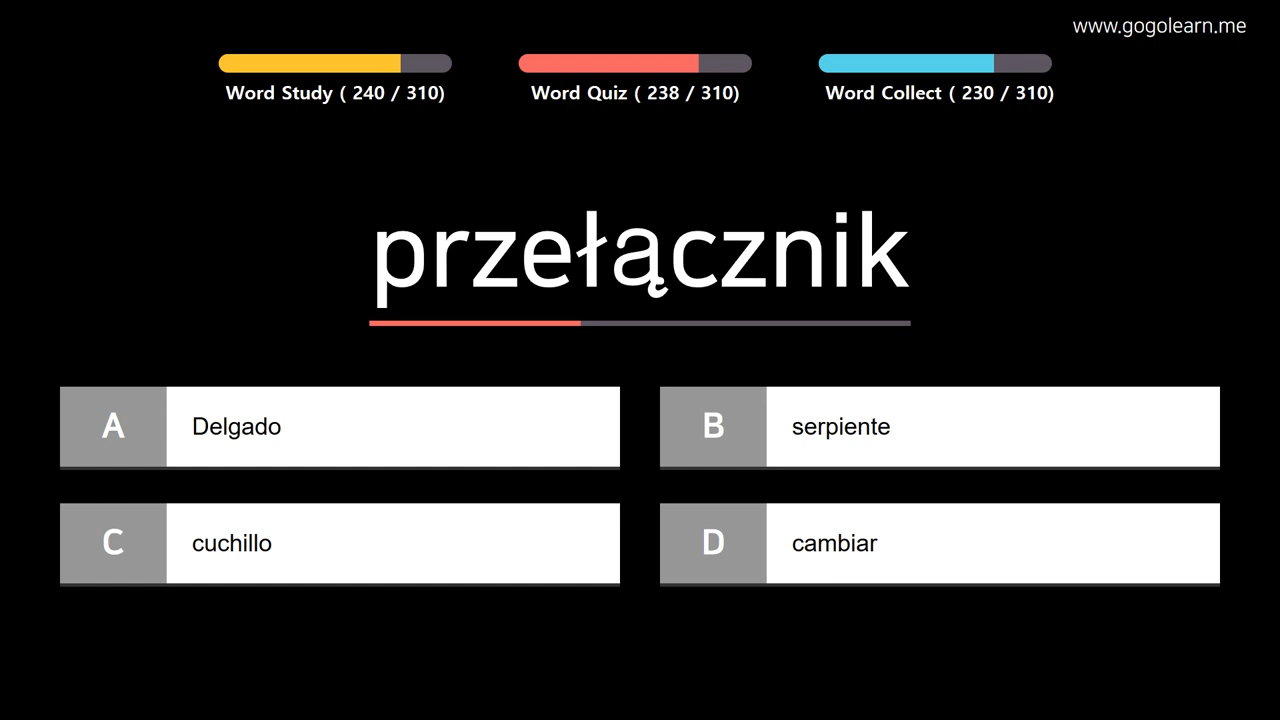 www.gogolearn.me
Word Study ( 240 / 310)
Word Quiz ( 238 / 310)
Word Collect ( 230 / 310)
przełącznik
A
Delgado
B
serpiente
C
cuchillo
D
cambiar